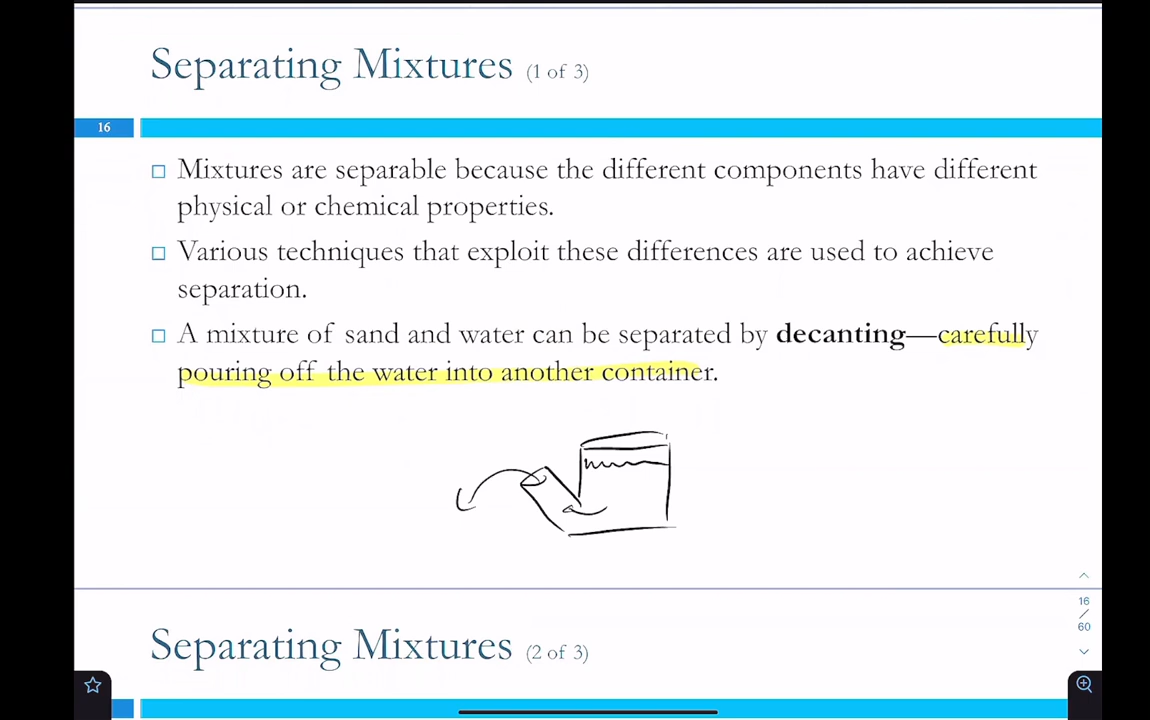 Separating Mixtures (1 of 3)
16
Mixtures are separable because the different components have different
physical or chemical properties.
Various techniques that exploit these differences are used to achieve
separation.
A mixture of sand and water can be separated by decanting—carefully
pouring off the water into another container.
16
/
60
Separating Mixtures (2 of 3)